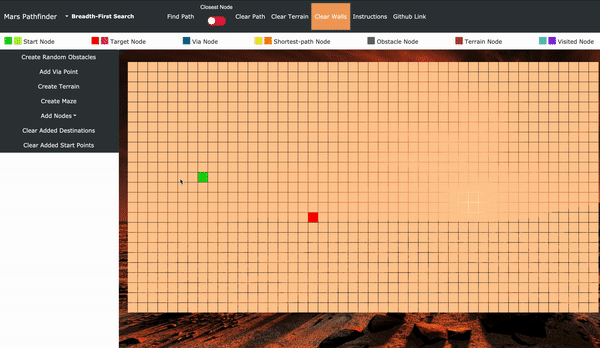 Mars Pathfinder
Breadth-First Search
Find Path
Closest Node
Clear Path
Clear Terrain
Clear Walls
Instructions
Github Link
Start Node
Target Node
Via Node
Shortest-path Node
Obstacle Node
Terrain Node
Visited Node
Create Random Obstacles
Add Via Point
Create Terrain
Create Maze
Add Nodes
Clear Added Destinations
Clear Added Start Points